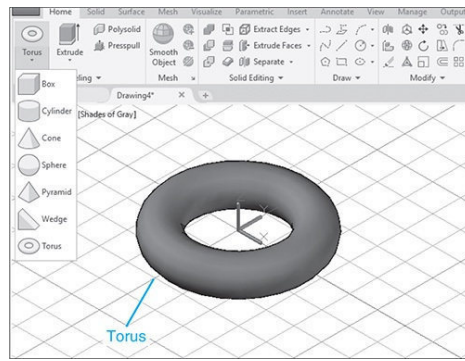 Home Solid Surface Mesh Visualize Parametric Insert Annotate View Manage Output
Torus
Extrude
Polysolid
Presspull
Smooth
Object
Extract Edges
Extrude Faces
Separate
Mesh
Solid Editing
Draw
Modify
Drawing4*
[Shades of Gray]
Box
Cylinder
Cone
Sphere
Pyramid
Wedge
Torus
Torus